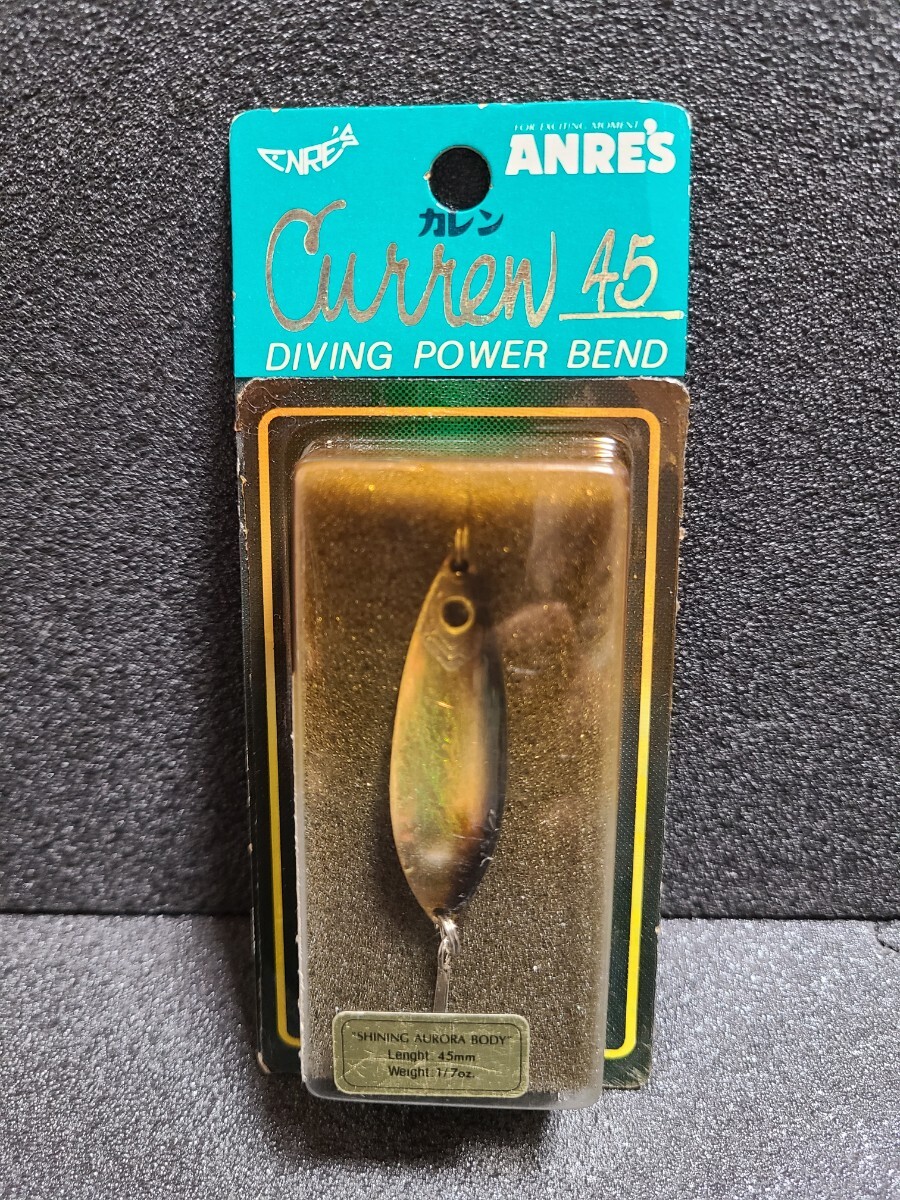 ANRE'S
FOR EXCITING MOMENT
ANRE'S
カレン
Curren 45
DIVING POWER BEND
"SHINING AURORA BODY"
Lenght 45mm
Weight 1/7oz.